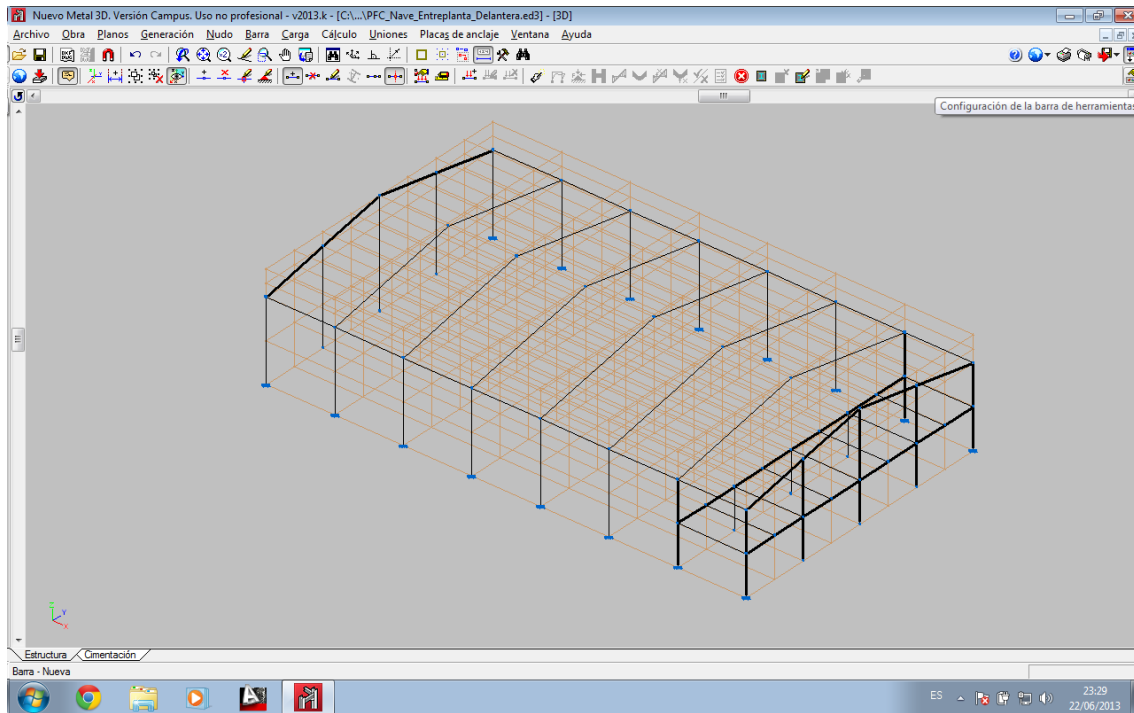 Nuevo Metal 3D. Versión Campus. Uso no profesional - v2013.k - [C:\...\PFC_Nave_Entreplanta_Delantera.ed3] - [3D]
Archivo Obra Planos Generación Nudo Barra Carga Cálculo Uniones Placas de anclaje Ventana Ayuda
Configuración de la barra de herramientas
Z
Y
X
Estructura Cimentación
Barra - Nueva
ES
23:29
22/06/2013